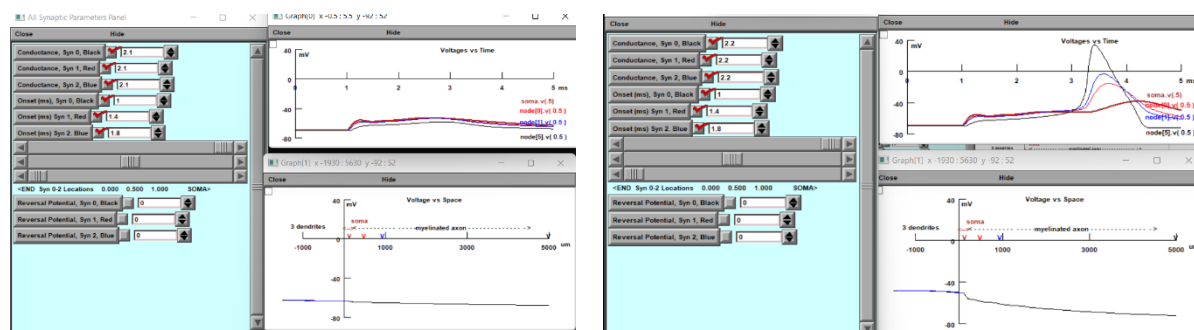 All Synaptic Parameters Panel
Close Hide
Conductance, Syn 0, Black 2.1
Conductance, Syn 1, Red 2.1
Conductance, Syn 2, Blue 2.1
Onset (ms), Syn 0, Black 1
Onset (ms) Syn 1, Red 1.4
Onset (ms) Syn 2. Blue 1.8
<END Syn 0-2 Locations 0.000 0.500 1.000 SOMA>
Reversal Potential, Syn 0, Black 0
Reversal Potential, Syn 1, Red 0
Reversal Potential, Syn 2, Blue 0
Graph[0] x -0.5 : 5.5 y -92 : 52
Close Hide
40
mV
Voltages vs Time
0
0 1 2 3 4 5
ms
-40
soma.v(.5)
node[0].v( 0.5 )
node[1].v( 0.5 )
node[5].v( 0.5 )
-80
Graph[1] x -1930 : 5630 y -92 : 52
Close Hide
40
mV
Voltage vs Space
3 dendrites soma myelinated axon
-1000 0 1000 3000 5000
um
-40
-80
Close Hide
Conductance, Syn 0, Black 2.2
Conductance, Syn 1, Red 2.2
Conductance, Syn 2, Blue 2.2
Onset (ms), Syn 0, Black 1
Onset (ms) Syn 1, Red 1.4
Onset (ms) Syn 2. Blue 1.8
<END Syn 0-2 Locations 0.000 0.500 1.000 SOMA>
Reversal Potential, Syn 0, Black 0
Reversal Potential, Syn 1, Red 0
Reversal Potential, Syn 2, Blue 0
Close Hide
40
mV
Voltages vs Time
0
0 1 2 3 4 5
ms
-40
soma.v(.5)
node[0].v( 0.5 )
node[1].v( 0.5 )
node[5].v( 0.5 )
-80
Graph[1] x -1930 : 5630 y -92 : 52
Close Hide
40
mV
Voltage vs Space
3 dendrites soma myelinated axon
-1000 0 1000 3000 5000
um
-40
-80